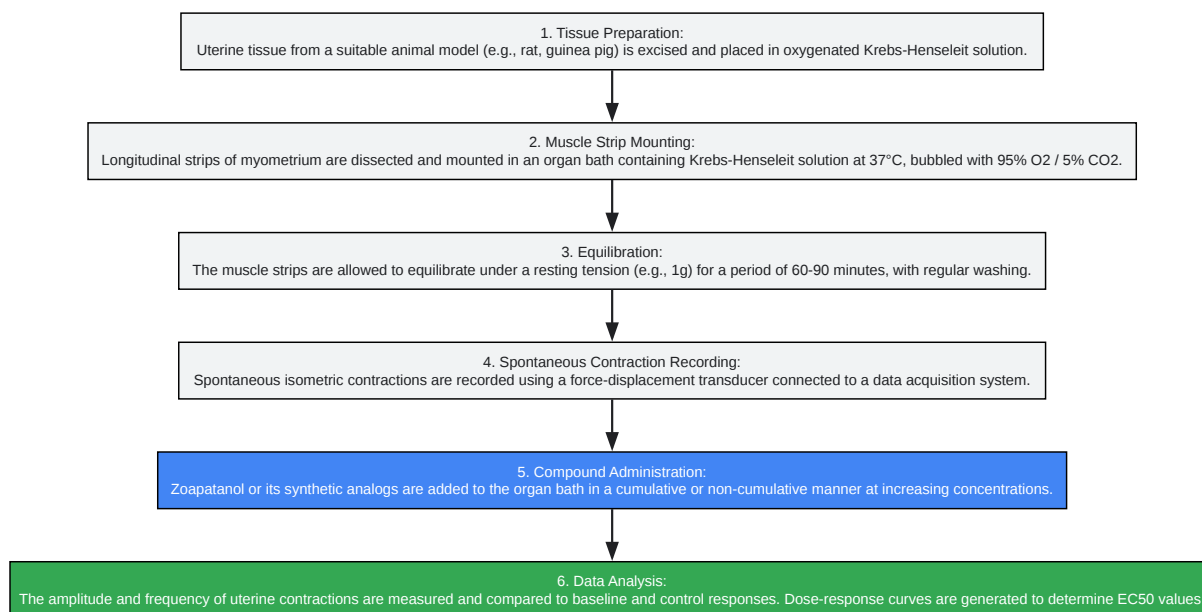 1. Tissue Preparation:
Uterine tissue from a suitable animal model (e.g., rat, guinea pig) is excised and placed in oxygenated Krebs-Henseleit solution.
2. Muscle Strip Mounting:
Longitudinal strips of myometrium are dissected and mounted in an organ bath containing Krebs-Henseleit solution at 37°C, bubbled with 95% O2 / 5% CO2.
3. Equilibration:
The muscle strips are allowed to equilibrate under a resting tension (e.g., 1g) for a period of 60-90 minutes, with regular washing.
4. Spontaneous Contraction Recording:
Spontaneous isometric contractions are recorded using a force-displacement transducer connected to a data acquisition system.
5. Compound Administration:
Zoapatanol or its synthetic analogs are added to the organ bath in a cumulative or non-cumulative manner at increasing concentrations.
6. Data Analysis:
The amplitude and frequency of uterine contractions are measured and compared to baseline and control responses. Dose-response curves are generated to determine EC50 values